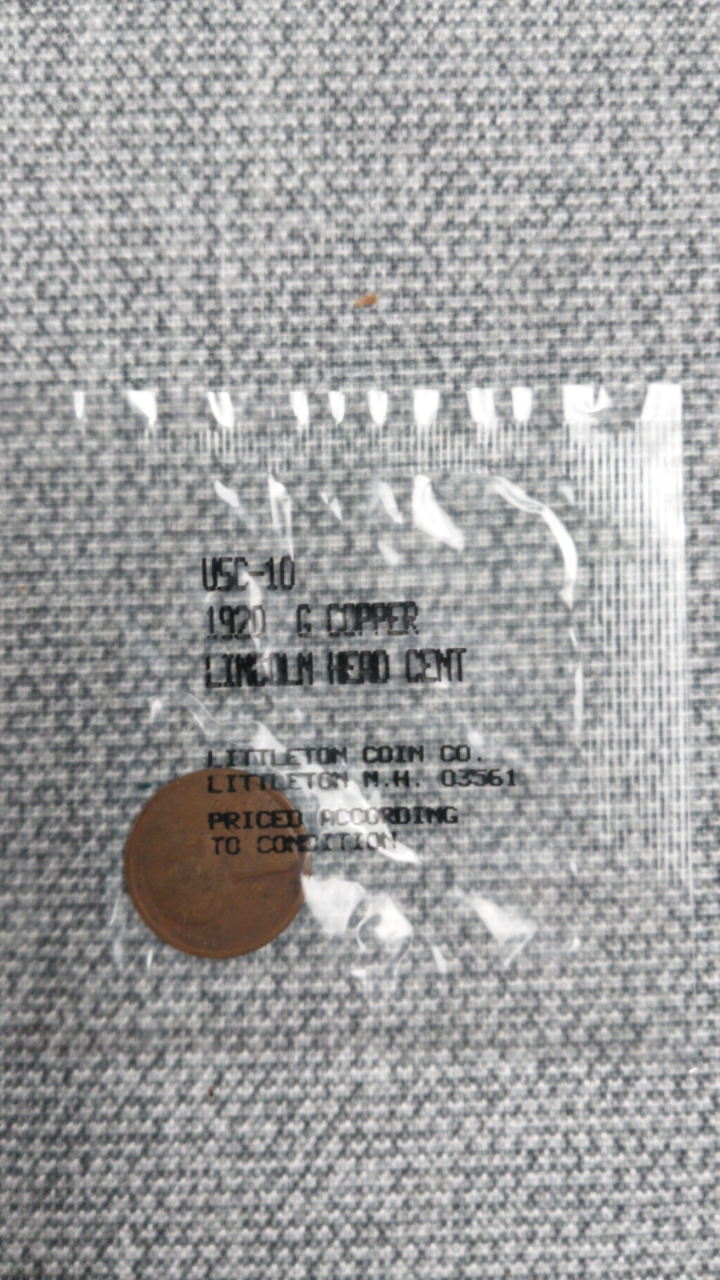 USC-10
1920 G COPPER
LINCOLN HEAD CENT
LITTLETON COIN CO.
LITTLETON N.H. 03561
PRICED ACCORDING
TO CONDITION